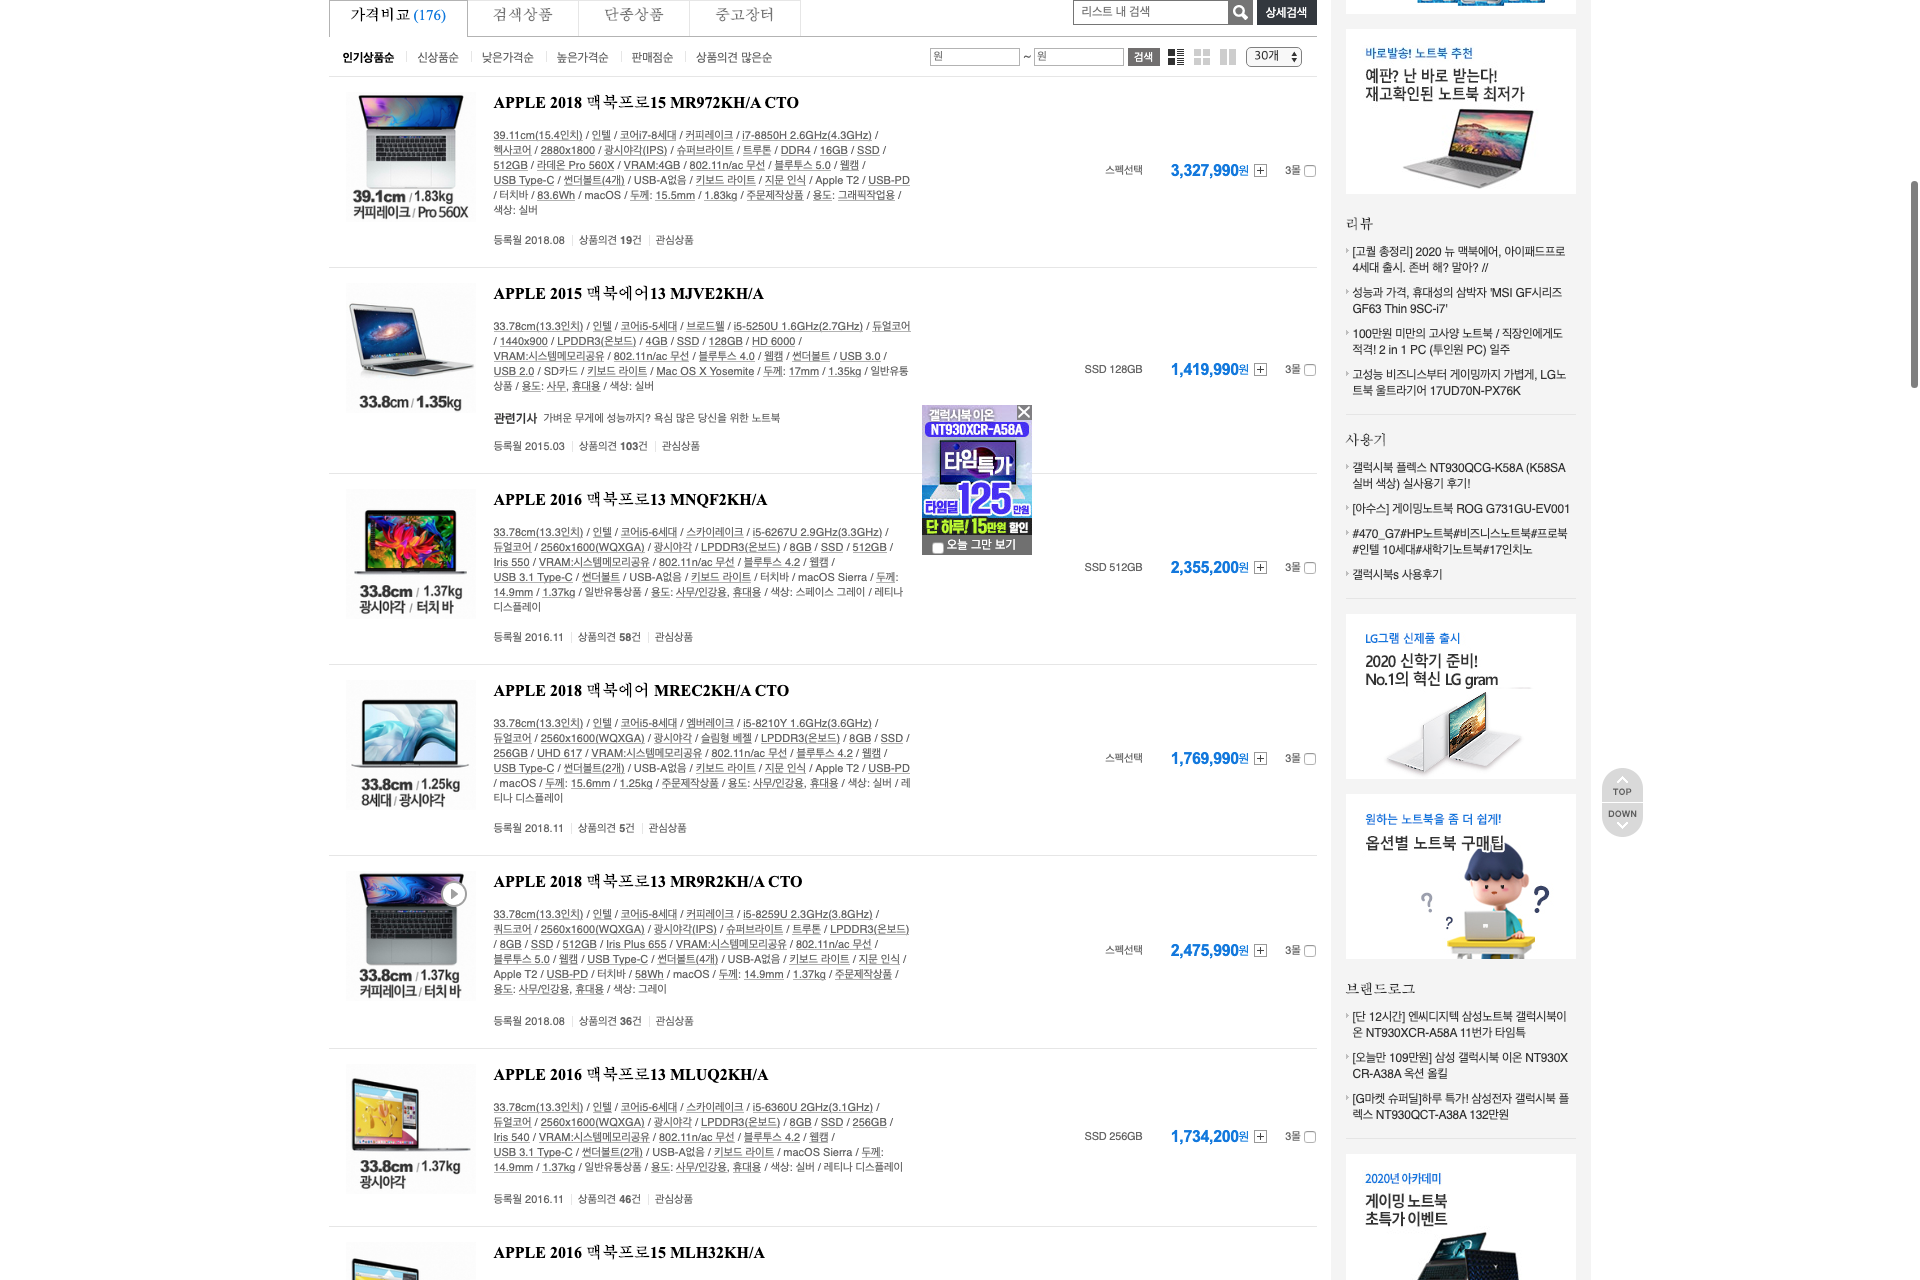 가격비교 (176)
검색상품
단종상품
중고장터
리스트 내 검색
상세검색
인기상품순
신상품순
낮은가격순
높은가격순
판매점순
상품의견 많은순
원 ~ 원
검색
30개
39.1cm / 1.83kg
커피레이크 / Pro 560X
APPLE 2018 맥북프로15 MR972KH/A CTO
39.11cm(15.4인치) / 인텔 / 코어i7-8세대 / 커피레이크 / i7-8850H 2.6GHz(4.3GHz) /
헥사코어 / 2880x1800 / 광시야각(IPS) / 슈퍼브라이트 / 트루톤 / DDR4 / 16GB / SSD /
512GB / 라데온 Pro 560X / VRAM:4GB / 802.11n/ac 무선 / 블루투스 5.0 / 웹캠 /
USB Type-C / 썬더볼트(4개) / USB-A없음 / 키보드 라이트 / 지문 인식 / Apple T2 / USB-PD
/ 터치바 / 83.6Wh / macOS / 두께: 15.5mm / 1.83kg / 주문제작상품 / 용도: 그래픽작업용 /
색상: 실버
등록월 2018.08 상품의견 19건 관심상품
스펙선택 3,327,990원 3몰
33.8cm / 1.35kg
APPLE 2015 맥북에어13 MJVE2KH/A
33.78cm(13.3인치) / 인텔 / 코어i5-5세대 / 브로드웰 / i5-5250U 1.6GHz(2.7GHz) / 듀얼코어
/ 1440x900 / LPDDR3(온보드) / 4GB / SSD / 128GB / HD 6000 /
VRAM:시스템메모리공유 / 802.11n/ac 무선 / 블루투스 4.0 / 웹캠 / 썬더볼트 / USB 3.0 /
USB 2.0 / SD카드 / 키보드 라이트 / Mac OS X Yosemite / 두께: 17mm / 1.35kg / 일반유통
상품 / 용도: 사무, 휴대용 / 색상: 실버
관련기사 가벼운 무게에 성능까지? 욕심 많은 당신을 위한 노트북
등록월 2015.03 상품의견 103건 관심상품
SSD 128GB 1,419,990원 3몰
갤럭시북 이온
NT930XCR-A58A
타임특가
타임딜 125만원
단 하루! 15만원 할인
오늘 그만 보기
33.8cm / 1.37kg
광시야각 / 터치 바
APPLE 2016 맥북프로13 MNQF2KH/A
33.78cm(13.3인치) / 인텔 / 코어i5-6세대 / 스카이레이크 / i5-6267U 2.9GHz(3.3GHz) /
듀얼코어 / 2560x1600(WQXGA) / 광시야각 / LPDDR3(온보드) / 8GB / SSD / 512GB /
Iris 550 / VRAM:시스템메모리공유 / 802.11n/ac 무선 / 블루투스 4.2 / 웹캠 /
USB 3.1 Type-C / 썬더볼트 / USB-A없음 / 키보드 라이트 / 터치바 / macOS Sierra / 두께:
14.9mm / 1.37kg / 일반유통상품 / 용도: 사무/인강용, 휴대용 / 색상: 스페이스 그레이 / 레티나
디스플레이
등록월 2016.11 상품의견 58건 관심상품
SSD 512GB 2,355,200원 3몰
33.8cm / 1.25kg
8세대 / 광시야각
APPLE 2018 맥북에어 MREC2KH/A CTO
33.78cm(13.3인치) / 인텔 / 코어i5-8세대 / 엠버레이크 / i5-8210Y 1.6GHz(3.6GHz) /
듀얼코어 / 2560x1600(WQXGA) / 광시야각 / 슬림형 베젤 / LPDDR3(온보드) / 8GB / SSD /
256GB / UHD 617 / VRAM:시스템메모리공유 / 802.11n/ac 무선 / 블루투스 4.2 / 웹캠 /
USB Type-C / 썬더볼트(2개) / USB-A없음 / 키보드 라이트 / 지문 인식 / Apple T2 / USB-PD
/ macOS / 두께: 15.6mm / 1.25kg / 주문제작상품 / 용도: 사무/인강용, 휴대용 / 색상: 실버 / 레
티나 디스플레이
등록월 2018.11 상품의견 5건 관심상품
스펙선택 1,769,990원 3몰
33.8cm / 1.37kg
커피레이크 / 터치 바
APPLE 2018 맥북프로13 MR9R2KH/A CTO
33.78cm(13.3인치) / 인텔 / 코어i5-8세대 / 커피레이크 / i5-8259U 2.3GHz(3.8GHz) /
쿼드코어 / 2560x1600(WQXGA) / 광시야각(IPS) / 슈퍼브라이트 / 트루톤 / LPDDR3(온보드)
/ 8GB / SSD / 512GB / Iris Plus 655 / VRAM:시스템메모리공유 / 802.11n/ac 무선 /
블루투스 5.0 / 웹캠 / USB Type-C / 썬더볼트(4개) / USB-A없음 / 키보드 라이트 / 지문 인식 /
Apple T2 / USB-PD / 터치바 / 58Wh / macOS / 두께: 14.9mm / 1.37kg / 주문제작상품 /
용도: 사무/인강용, 휴대용 / 색상: 그레이
등록월 2018.08 상품의견 36건 관심상품
스펙선택 2,475,990원 3몰
33.8cm / 1.37kg
광시야각
APPLE 2016 맥북프로13 MLUQ2KH/A
33.78cm(13.3인치) / 인텔 / 코어i5-6세대 / 스카이레이크 / i5-6360U 2GHz(3.1GHz) /
듀얼코어 / 2560x1600(WQXGA) / 광시야각 / LPDDR3(온보드) / 8GB / SSD / 256GB /
Iris 540 / VRAM:시스템메모리공유 / 802.11n/ac 무선 / 블루투스 4.2 / 웹캠 /
USB 3.1 Type-C / 썬더볼트(2개) / USB-A없음 / 키보드 라이트 / macOS Sierra / 두께:
14.9mm / 1.37kg / 일반유통상품 / 용도: 사무/인강용, 휴대용 / 색상: 실버 / 레티나 디스플레이
등록월 2016.11 상품의견 46건 관심상품
SSD 256GB 1,734,200원 3몰
APPLE 2016 맥북프로15 MLH32KH/A
바로발송! 노트북 추천
예판? 난 바로 받는다!
재고확인된 노트북 최저가
리뷰
[고퀄 총정리] 2020 뉴 맥북에어, 아이패드프로
4세대 출시. 존버 해? 말아? //
성능과 가격, 휴대성의 삼박자 'MSI GF시리즈
GF63 Thin 9SC-i7'
100만원 미만의 고사양 노트북 / 직장인에게도
적격! 2 in 1 PC (투인원 PC) 일주
고성능 비즈니스부터 게이밍까지 가볍게, LG노
트북 울트라기어 17UD70N-PX76K
사용기
갤럭시북 플렉스 NT930QCG-K58A (K58SA
실버 색상) 실사용기 후기!
[아수스] 게이밍노트북 ROG G731GU-EV001
#470_G7#HP노트북#비즈니스노트북#프로북
#인텔 10세대#새학기노트북#17인치노
갤럭시북s 사용후기
LG그램 신제품 출시
2020 신학기 준비!
No.1의 혁신 LG gram
원하는 노트북을 좀 더 쉽게!
옵션별 노트북 구매팁
? ? ?
브랜드로그
[단 12시간] 엔씨디지텍 삼성노트북 갤럭시북이
온 NT930XCR-A58A 11번가 타임특
[오늘만 109만원] 삼성 갤럭시북 이온 NT930X
CR-A38A 옥션 올킬
[G마켓 슈퍼딜]하루 특가! 삼성전자 갤럭시북 플
렉스 NT930QCT-A38A 132만원
2020년 아카데미
게이밍 노트북
초특가 이벤트
TOP
DOWN